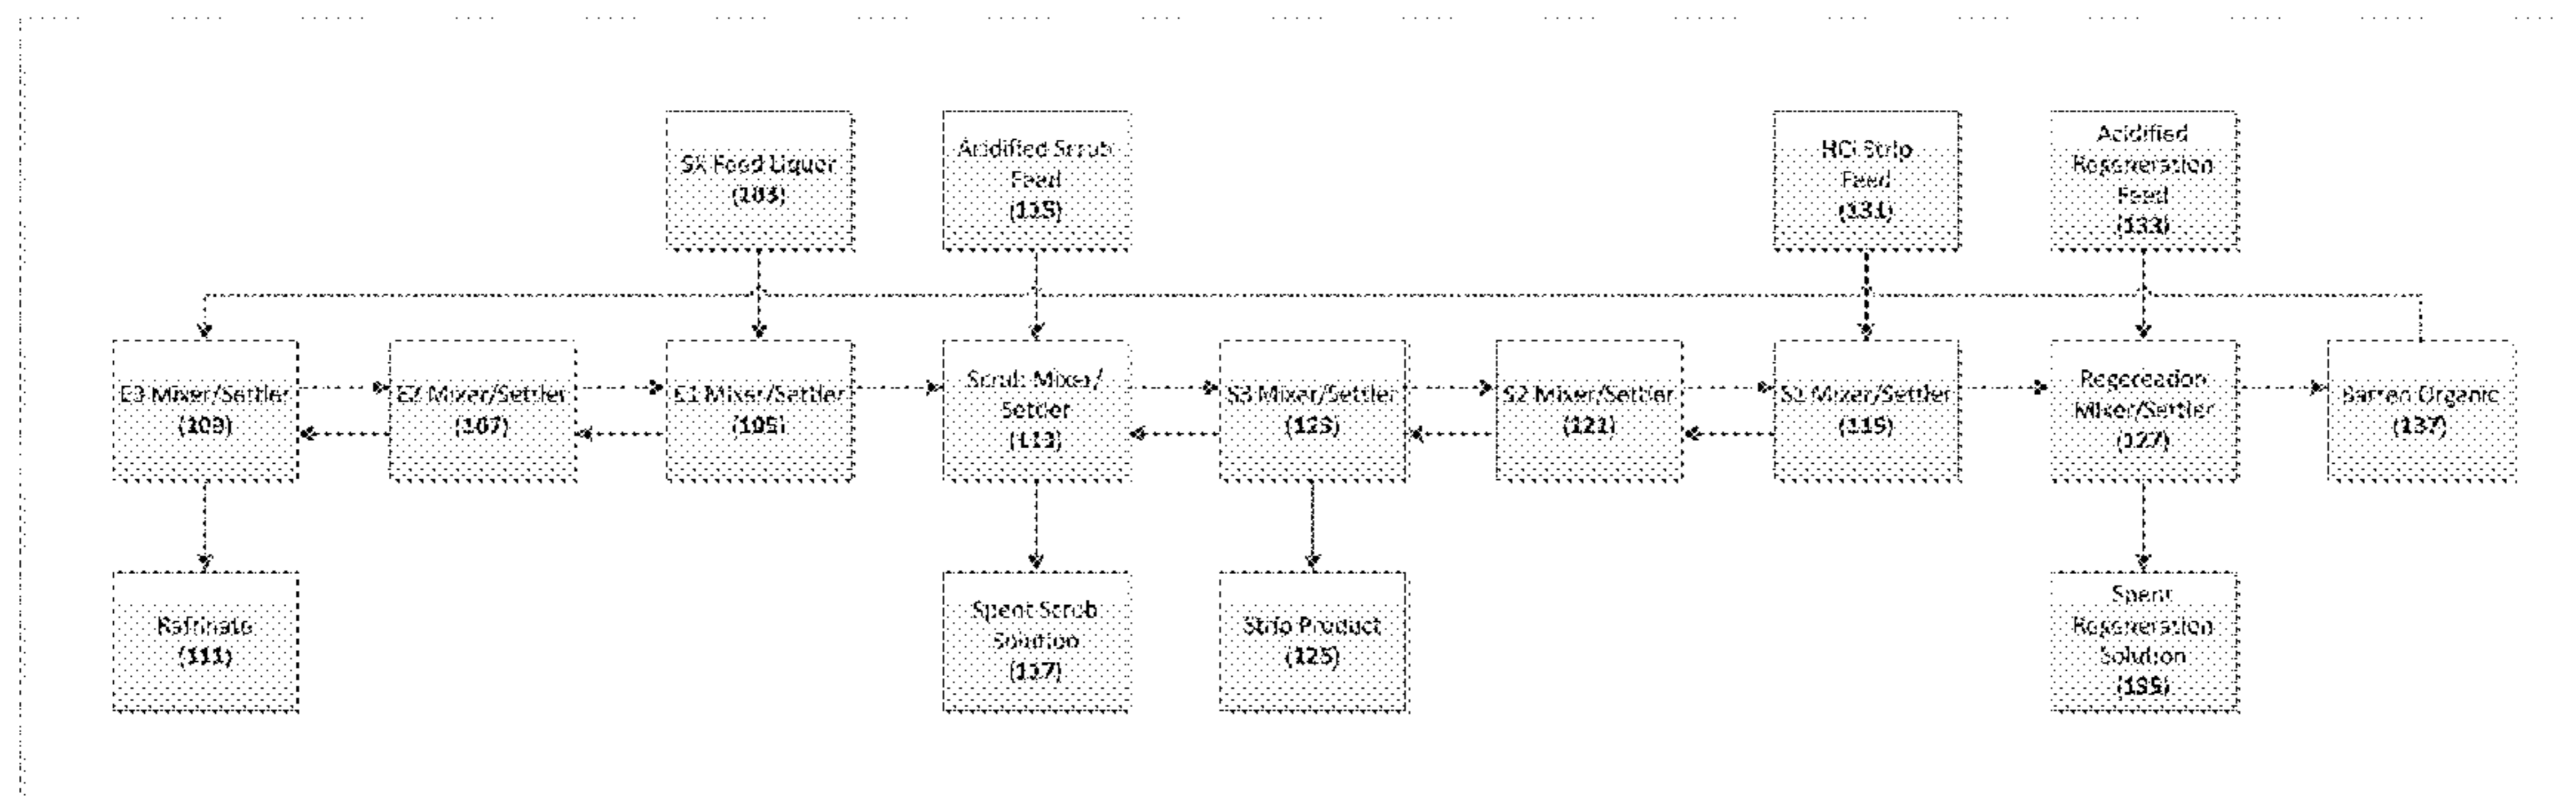 SX Feed Liquor
(103)
Acidified Scrub
Feed
(115)
HCl Strip
Feed
(131)
Acidified
Regeneration
Feed
(133)
E3 Mixer/Settler
(109)
E2 Mixer/Settler
(107)
E1 Mixer/Settler
(105)
Scrub Mixer/
Settler
(113)
S3 Mixer/Settler
(123)
S2 Mixer/Settler
(121)
S1 Mixer/Settler
(119)
Regeneration
Mixer/Settler
(127)
Barren Organic
(137)
Raffinate
(111)
Spent Scrub
Solution
(117)
Strip Product
(125)
Spent
Regeneration
Solution
(135)